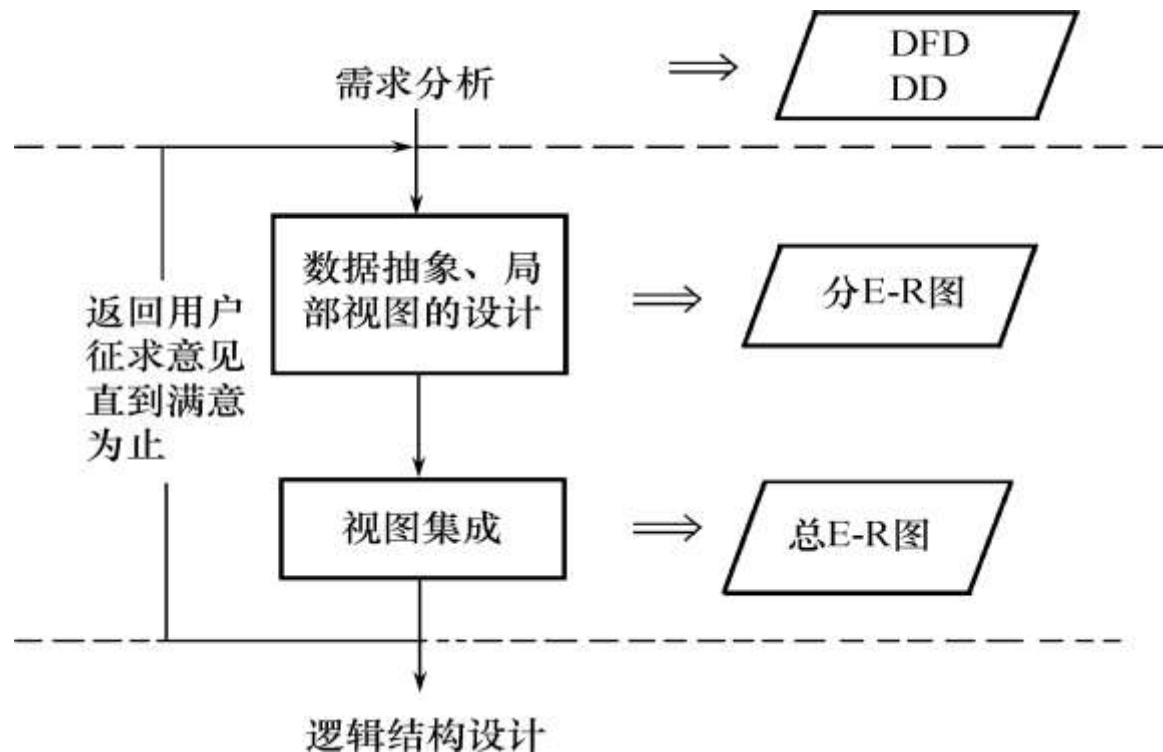 需求分析
DFD
DD
数据抽象、局
部视图的设计
分E-R图
返回用户
征求意见
直到满意
为止
视图集成
总E-R图
逻辑结构设计